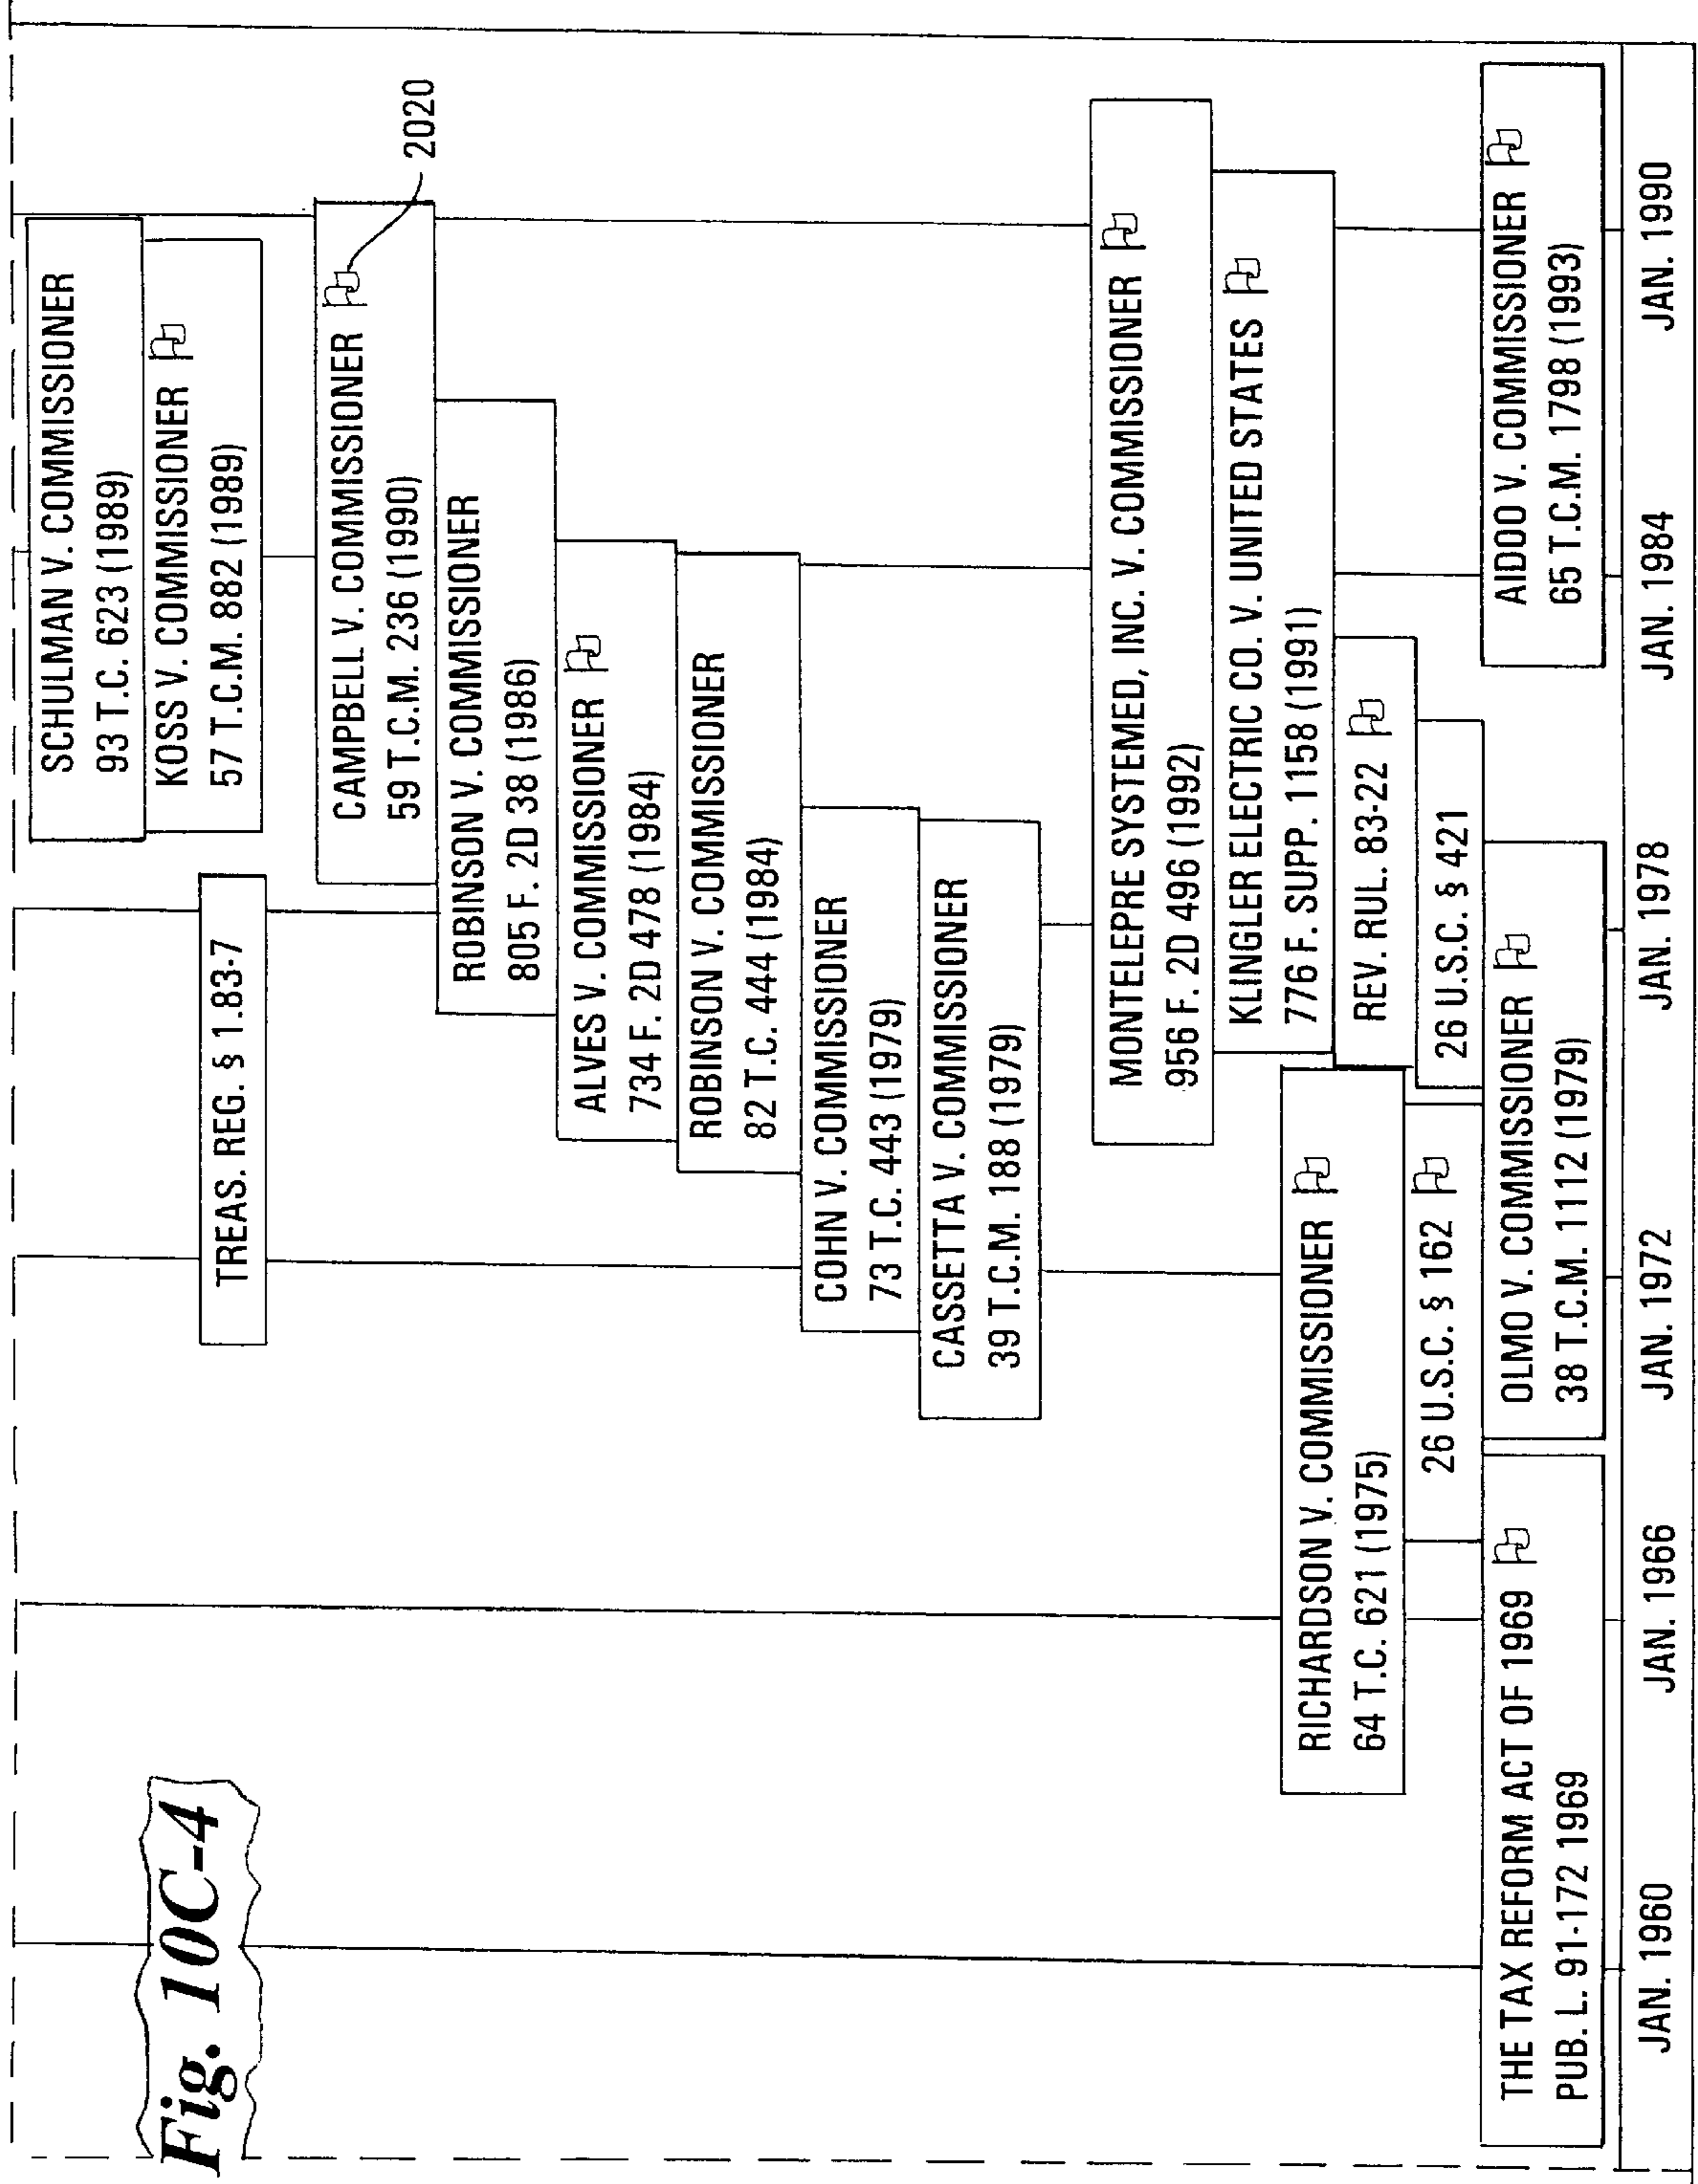 SCHULMAN V. COMMISSIONER
93 T.C. 623 (1989)
KOSS V. COMMISSIONER
57 T.C.M. 882 (1989)
Fig. 10C-4
TREAS. REG. § 1.83-7
CAMPBELL V. COMMISSIONER
59 T.C.M. 236 (1990)
2020
ROBINSON V. COMMISSIONER
805 F. 2D 38 (1986)
ALVES V. COMMISSIONER
734 F. 2D 478 (1984)
ROBINSON V. COMMISSIONER
82 T.C. 444 (1984)
COHN V. COMMISSIONER
73 T.C. 443 (1979)
CASSETTA V. COMMISSIONER
39 T.C.M. 188 (1979)
MONTELEPRE SYSTEMED, INC. V. COMMISSIONER
956 F. 2D 496 (1992)
KLINGLER ELECTRIC CO. V. UNITED STATES
776 F. SUPP. 1158 (1991)
RICHARDSON V. COMMISSIONER
64 T.C. 621 (1975)
REV. RUL. 83-22
26 U.S.C. § 162
26 U.S.C. § 421
THE TAX REFORM ACT OF 1969
PUB. L. 91-172 1969
OLMO V. COMMISSIONER
38 T.C.M. 1112 (1979)
AIDOO V. COMMISSIONER
65 T.C.M. 1798 (1993)
JAN. 1960
JAN. 1966
JAN. 1972
JAN. 1978
JAN. 1984
JAN. 1990